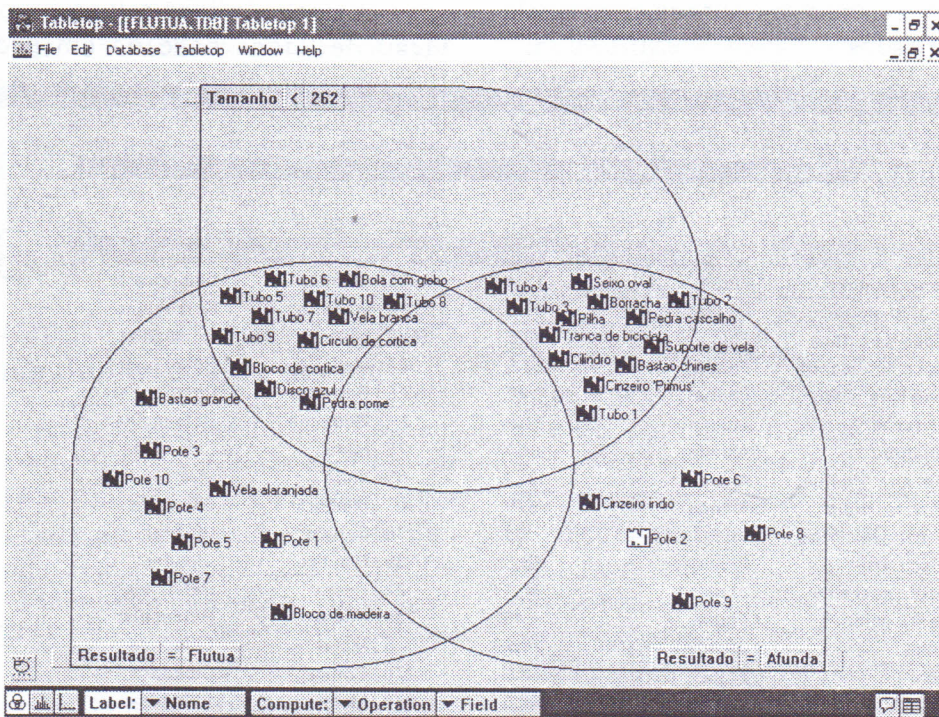 Tabletop - [[FLUTUA.TDB] Tabletop 1]
File Edit Database Tabletop Window Help
Tamanho < 262
Tubo 6 Bola com globo
Tubo 5 Tubo 10 Tubo 8
Tubo 7 Vela branca
Tubo 9 Circulo de cortica
Bloco de cortica
Disco azul
Pedra pome
Tubo 4 Seixo oval
Tubo 3 Borracha Tubo 2
Pilha Pedra cascalho
Tranca de bicicleta
Suporte de vela
Cilindro Bastao chines
Cinzeiro 'Pumus'
Tubo 1
Bastao grande
Pote 3
Pote 10 Vela alaranjada
Pote 4
Pote 5 Pote 1
Pote 7
Bloco de madeira
Pote 6
Cinzeiro indio
Pote 2 Pote 8
Pote 9
Resultado = Flutua
Resultado = Afunda
Label: Nome Compute: Operation Field